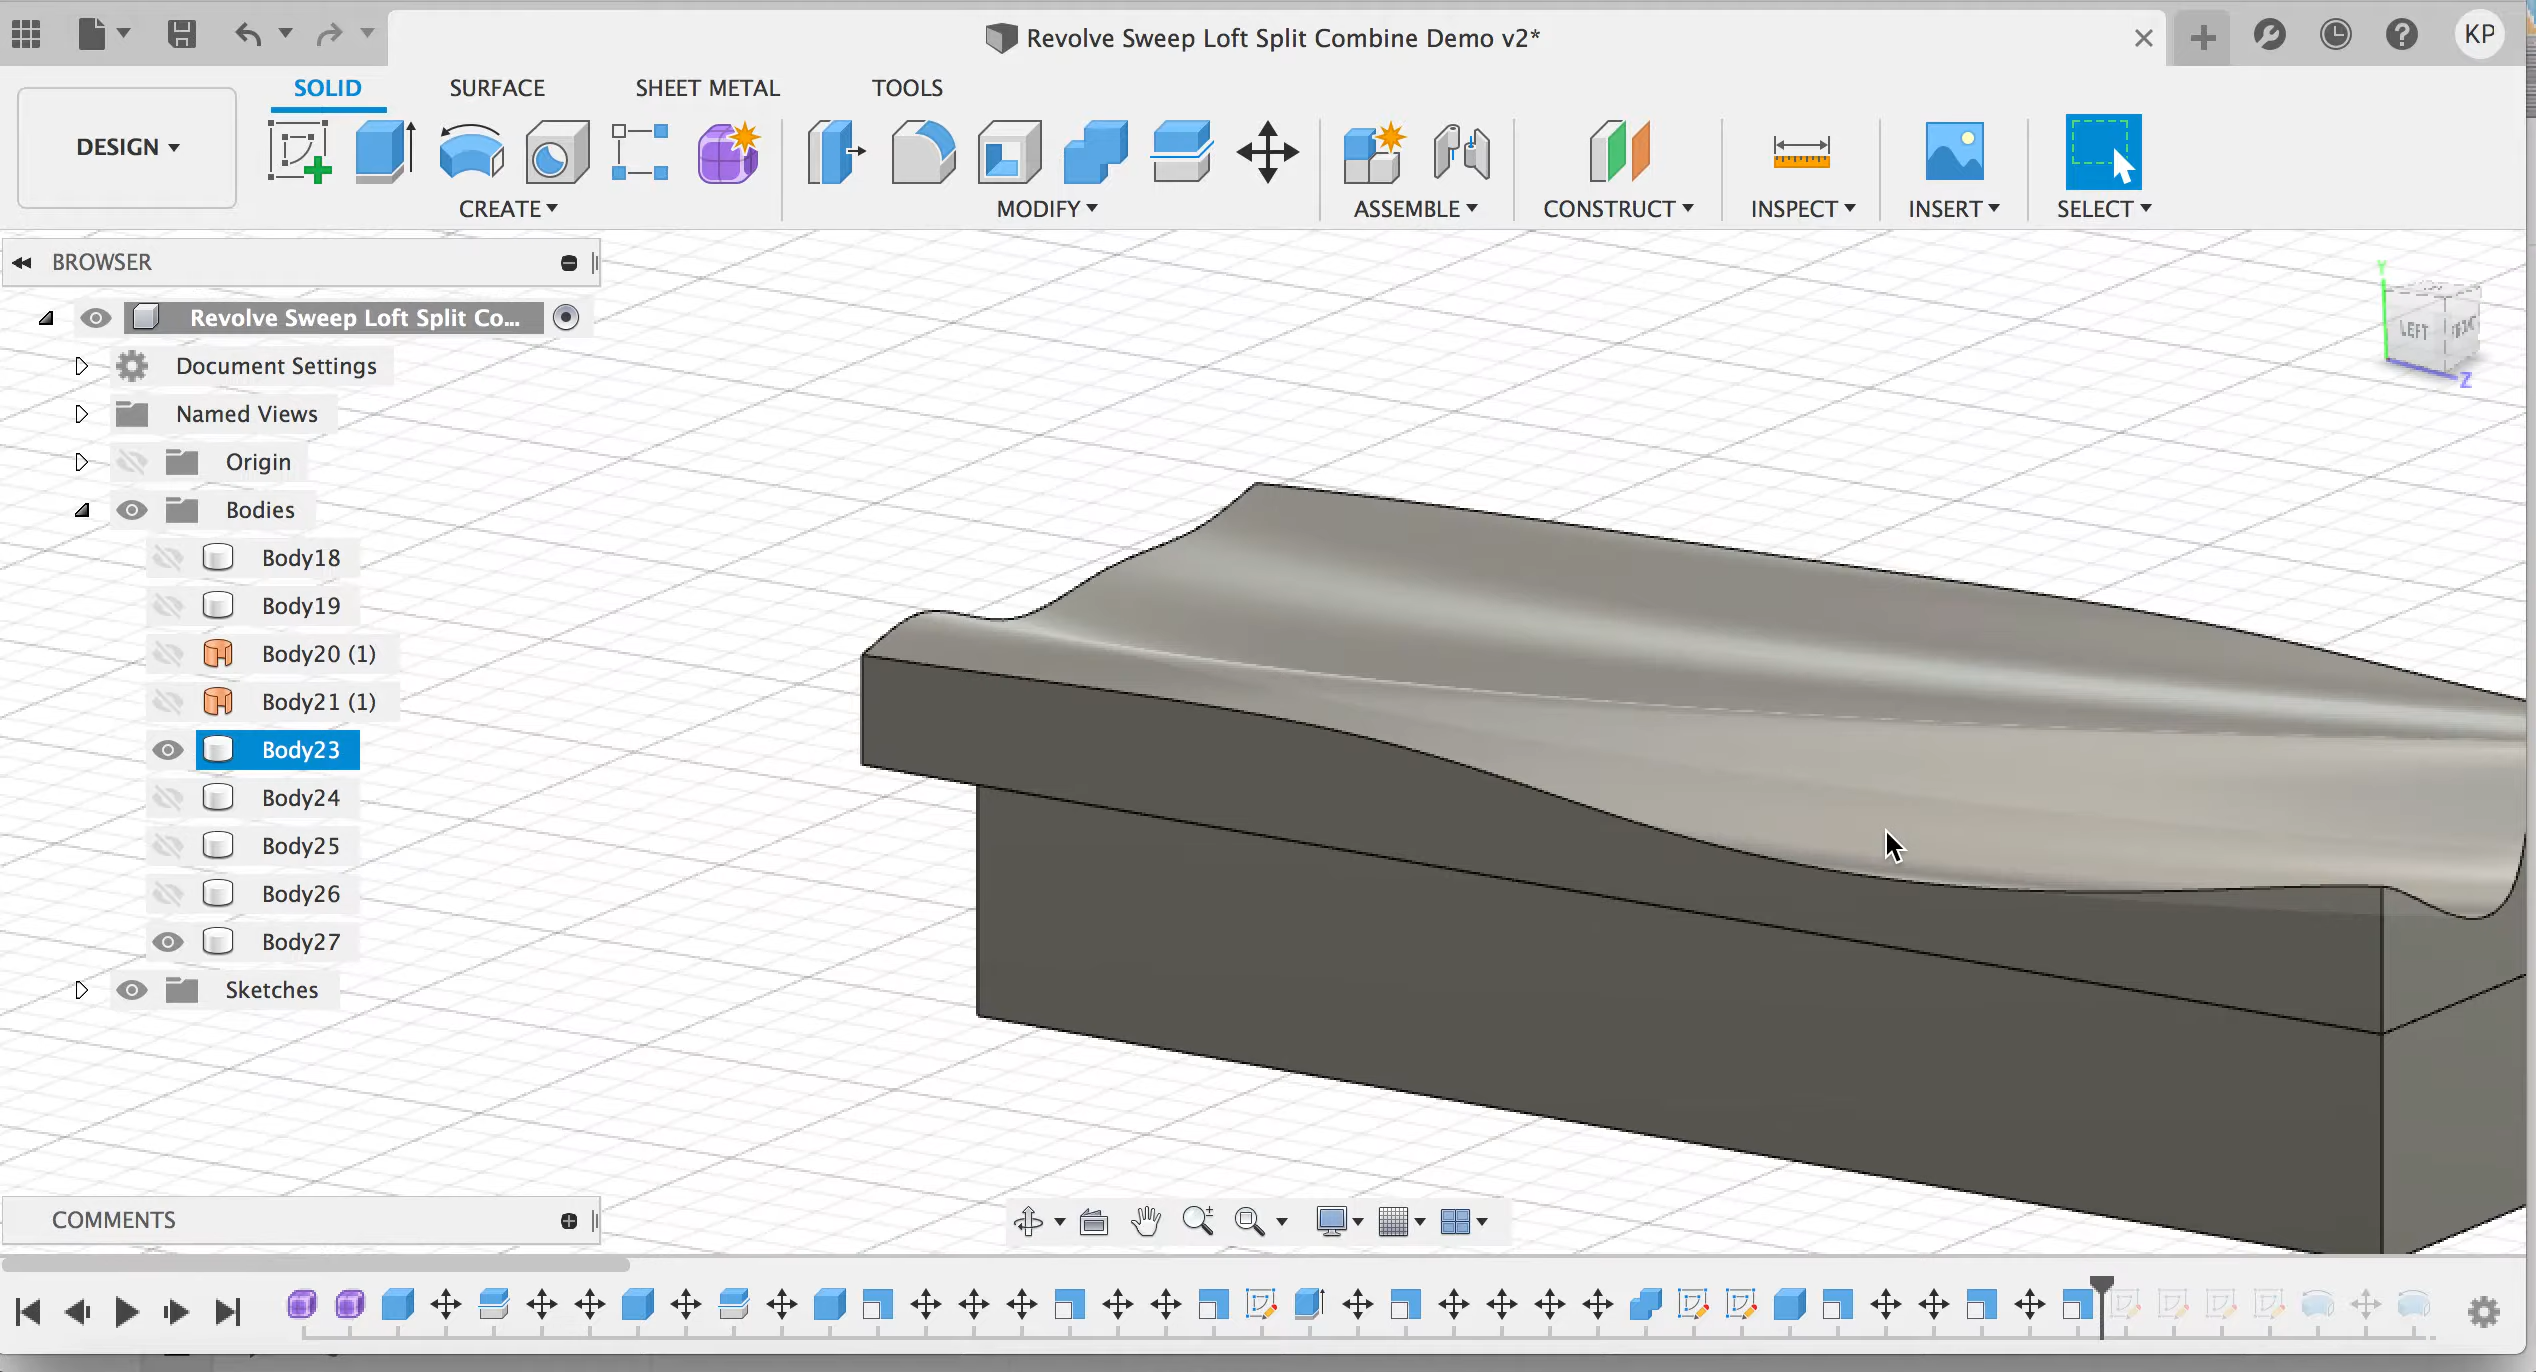 Revolve Sweep Loft Split Combine Demo v2*
KP
SOLID SURFACE SHEET METAL TOOLS
DESIGN
CREATE MODIFY ASSEMBLE CONSTRUCT INSPECT INSERT SELECT
BROWSER
Revolve Sweep Loft Split Co...
Document Settings
Named Views
Origin
Bodies
Body18
Body19
Body20 (1)
Body21 (1)
Body23
Body24
Body25
Body26
Body27
Sketches
Y
LEFT FRONT
Z
COMMENTS